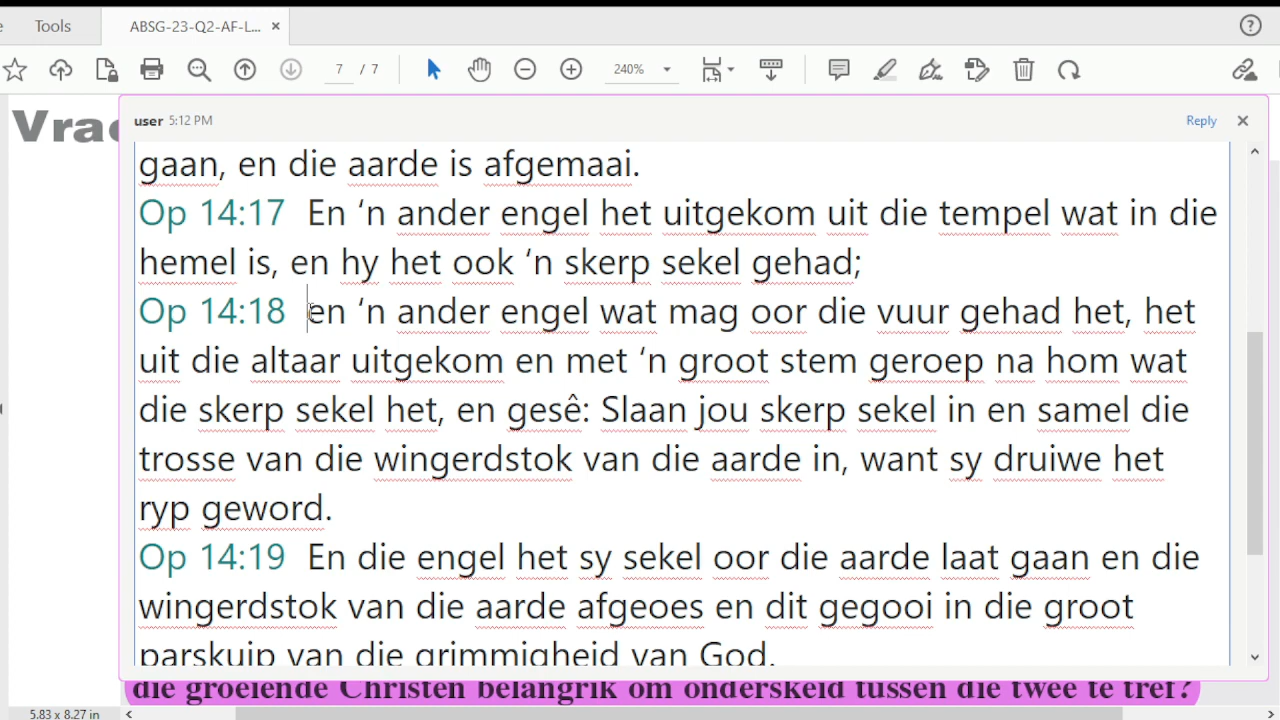 Tools
ABSG-23-Q2-AF-L... ×
7 / 7
240%
user 5:12 PM
Reply
gaan, en die aarde is afgemaai.
Op 14:17 En ‘n ander engel het uitgekom uit die tempel wat in die
hemel is, en hy het ook ‘n skerp sekel gehad;
Op 14:18 en ‘n ander engel wat mag oor die vuur gehad het, het
uit die altaar uitgekom en met ‘n groot stem geroep na hom wat
die skerp sekel het, en gesê: Slaan jou skerp sekel in en samel die
trosse van die wingerdstok van die aarde in, want sy druiwe het
ryp geword.
Op 14:19 En die engel het sy sekel oor die aarde laat gaan en die
wingerdstok van die aarde afgeoes en dit gegooi in die groot
parskuip van die grimmigheid van God.
die groeiende Christen belangrik om onderskeid tussen die twee te tref?
5.83 x 8.27 in